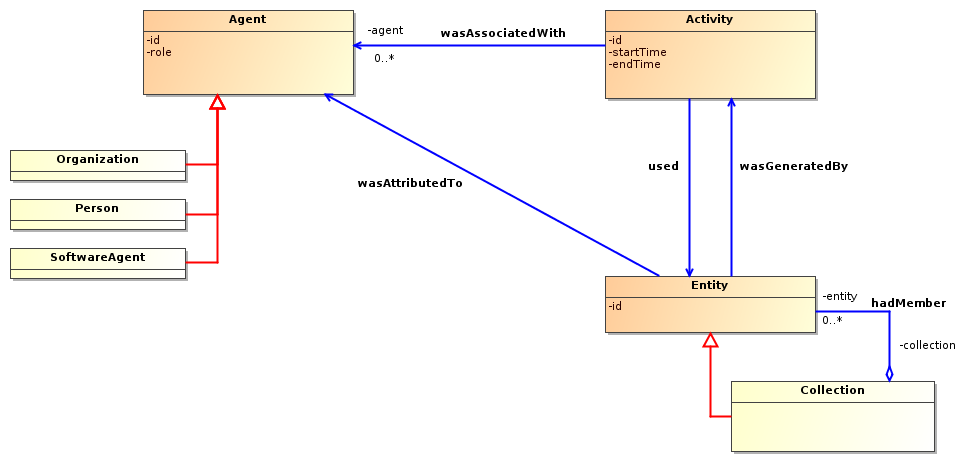 Agent
-id
-role
-agent
0..*
wasAssociatedWith
Activity
-id
-startTime
-endTime
Organization
Person
SoftwareAgent
wasAttributedTo
used
wasGeneratedBy
Entity
-id
-entity
0..*
hadMember
-collection
Collection